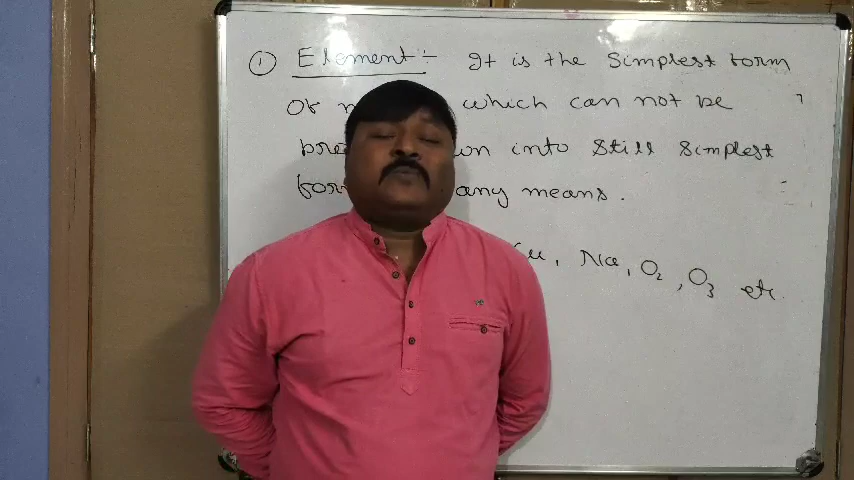 ① Element :- It is the simplest form
of which can not be
into still simplest
any means.
Na, O₂, O₃ etc.